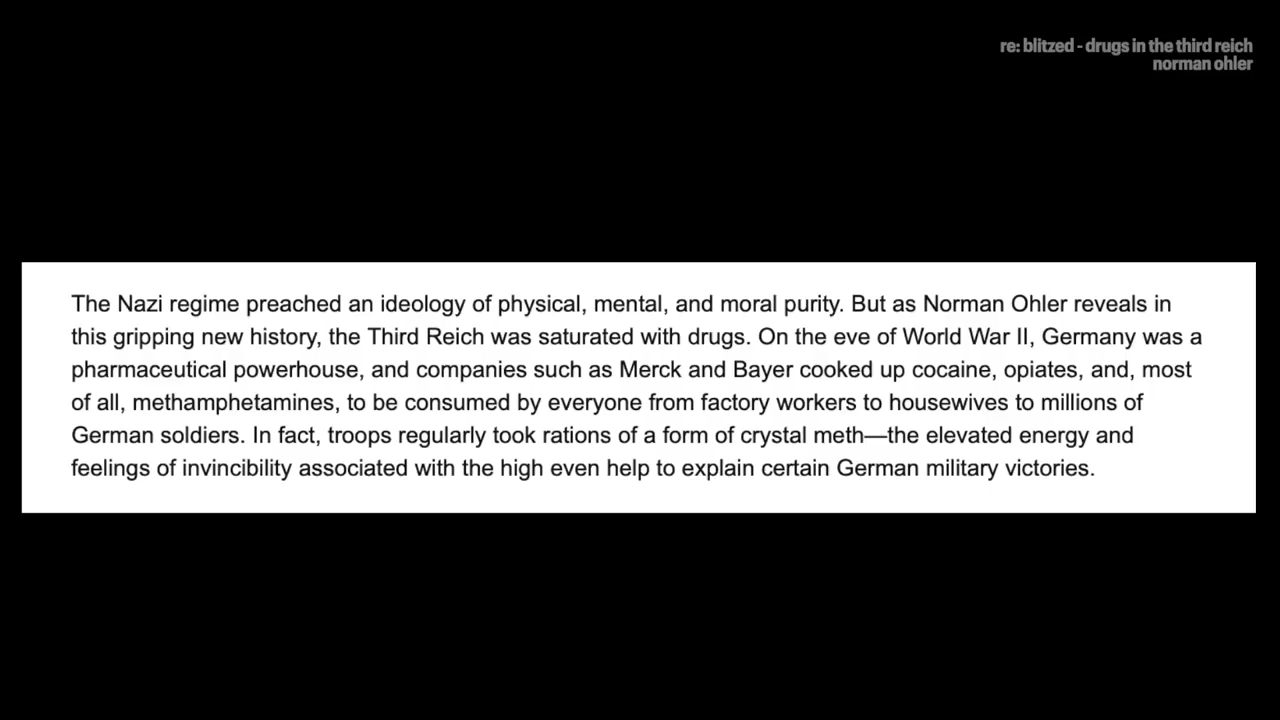 re: blitzed - drugs in the third reich
norman ohler
The Nazi regime preached an ideology of physical, mental, and moral purity. But as Norman Ohler reveals in
this gripping new history, the Third Reich was saturated with drugs. On the eve of World War II, Germany was a
pharmaceutical powerhouse, and companies such as Merck and Bayer cooked up cocaine, opiates, and, most
of all, methamphetamines, to be consumed by everyone from factory workers to housewives to millions of
German soldiers. In fact, troops regularly took rations of a form of crystal meth—the elevated energy and
feelings of invincibility associated with the high even help to explain certain German military victories.